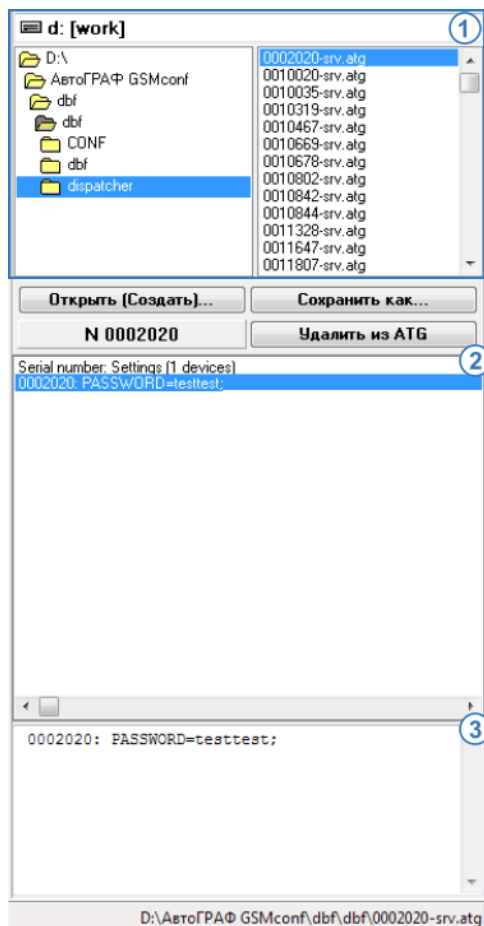 d: [work]
1
D:\
АвтоГРАФ GSMconf
dbf
dbf
CONF
dbf
dispatcher
0002020-srv.atg
0010020-srv.atg
0010035-srv.atg
0010319-srv.atg
0010467-srv.atg
0010669-srv.atg
0010678-srv.atg
0010802-srv.atg
0010842-srv.atg
0010844-srv.atg
0011328-srv.atg
0011647-srv.atg
0011807-srv.atg
Открыть (Создать)...
Сохранить как...
N 0002020
Удалить из ATG
2
Serial number: Settings (1 devices)
0002020: PASSWORD=testtest;
3
0002020: PASSWORD=testtest;
D:\АвтоГРАФ GSMconf\dbf\dbf\0002020-srv.atg